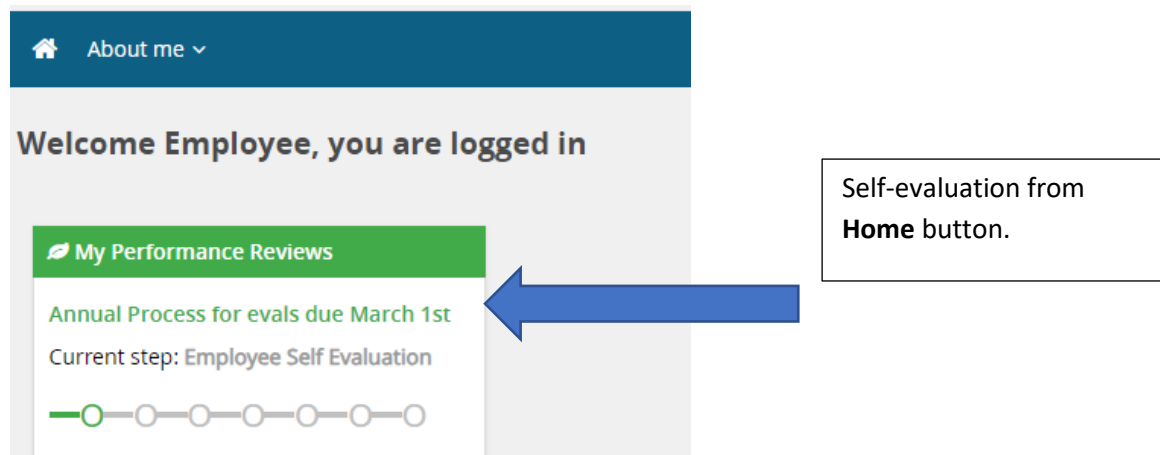 About me
Welcome Employee, you are logged in
My Performance Reviews
Annual Process for evals due March 1st
Current step: Employee Self Evaluation
Self-evaluation from
Home button.